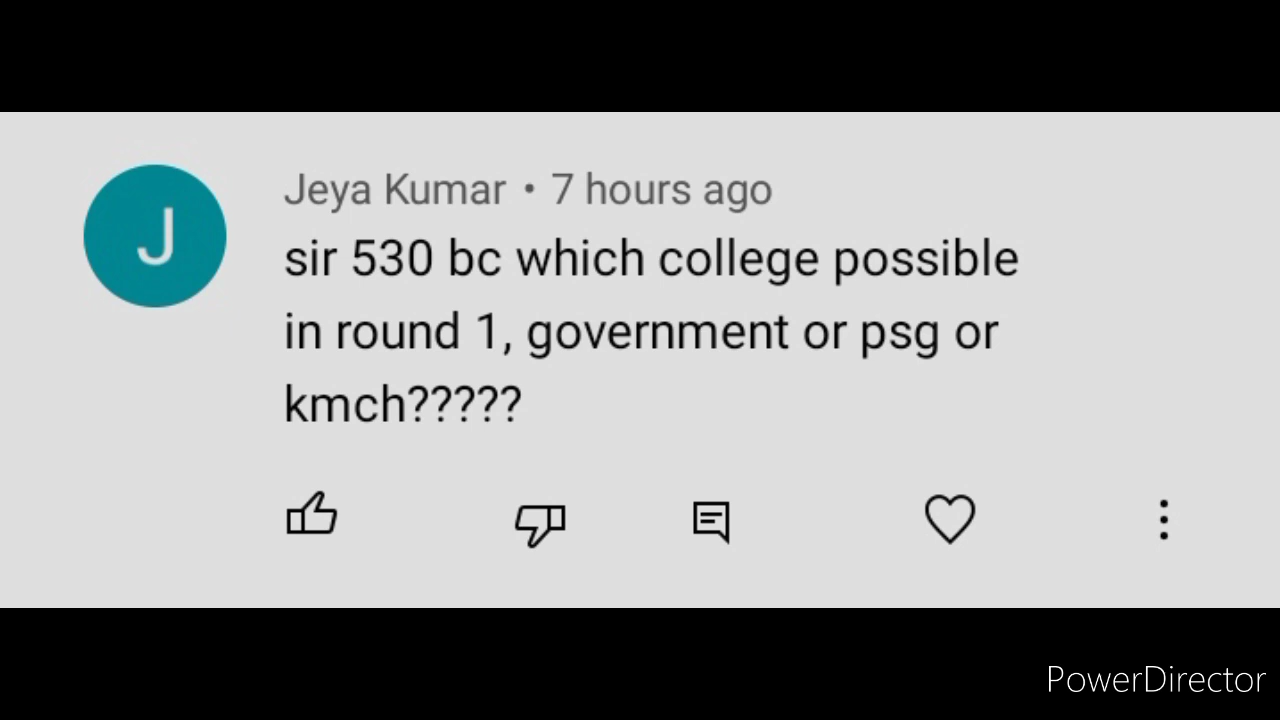 J
Jeya Kumar • 7 hours ago
sir 530 bc which college possible
in round 1, government or psg or
kmch?????
PowerDirector